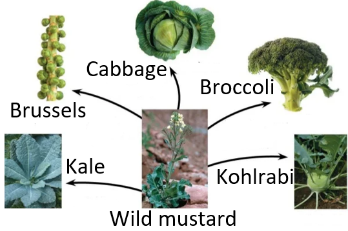 Cabbage
Broccoli
Brussels
Kale
Kohlrabi
Wild mustard